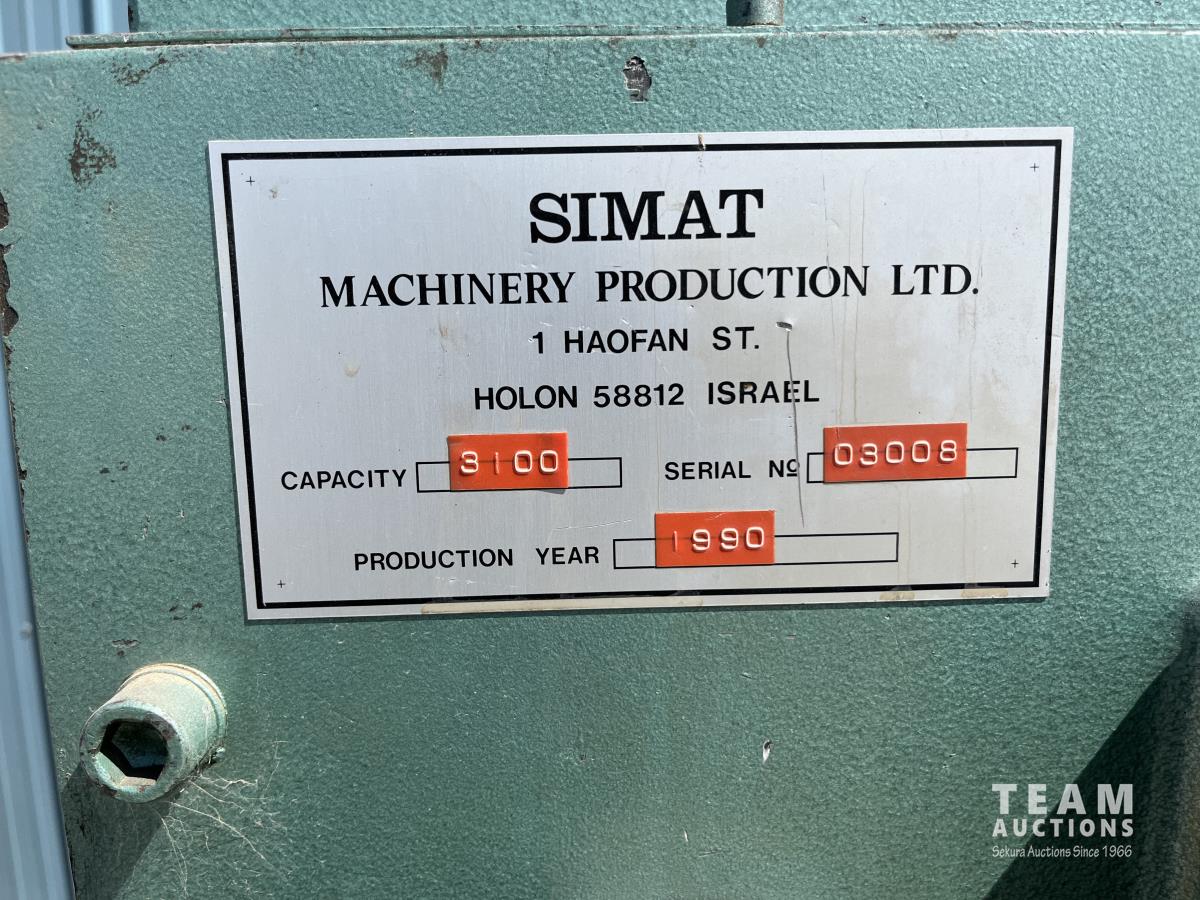 SIMAT
MACHINERY PRODUCTION LTD.
1 HAOFAN ST.
HOLON 58812 ISRAEL
CAPACITY 3100 SERIAL Nº 03008
PRODUCTION YEAR 1990
TEAM
AUCTIONS
Sekura Auctions Since 1966